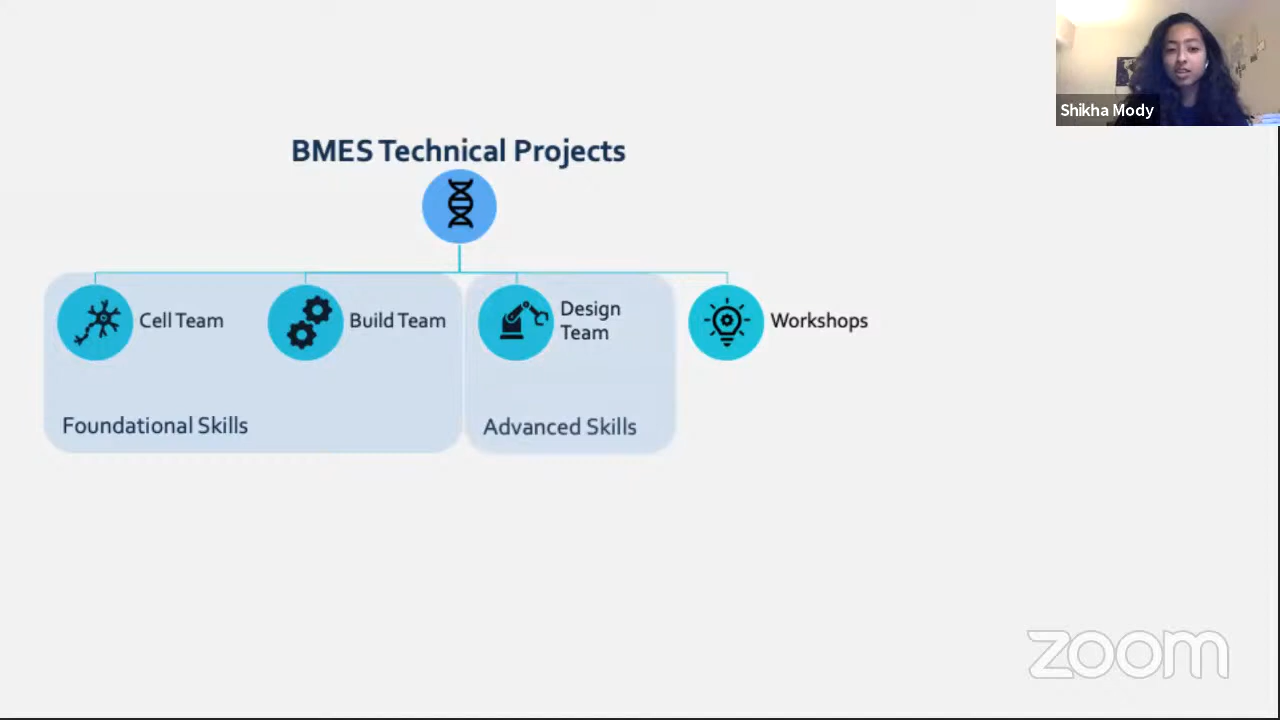 Shikha Mody
BMES Technical Projects
Cell Team
Build Team
Design
Team
Workshops
Foundational Skills
Advanced Skills
zoom